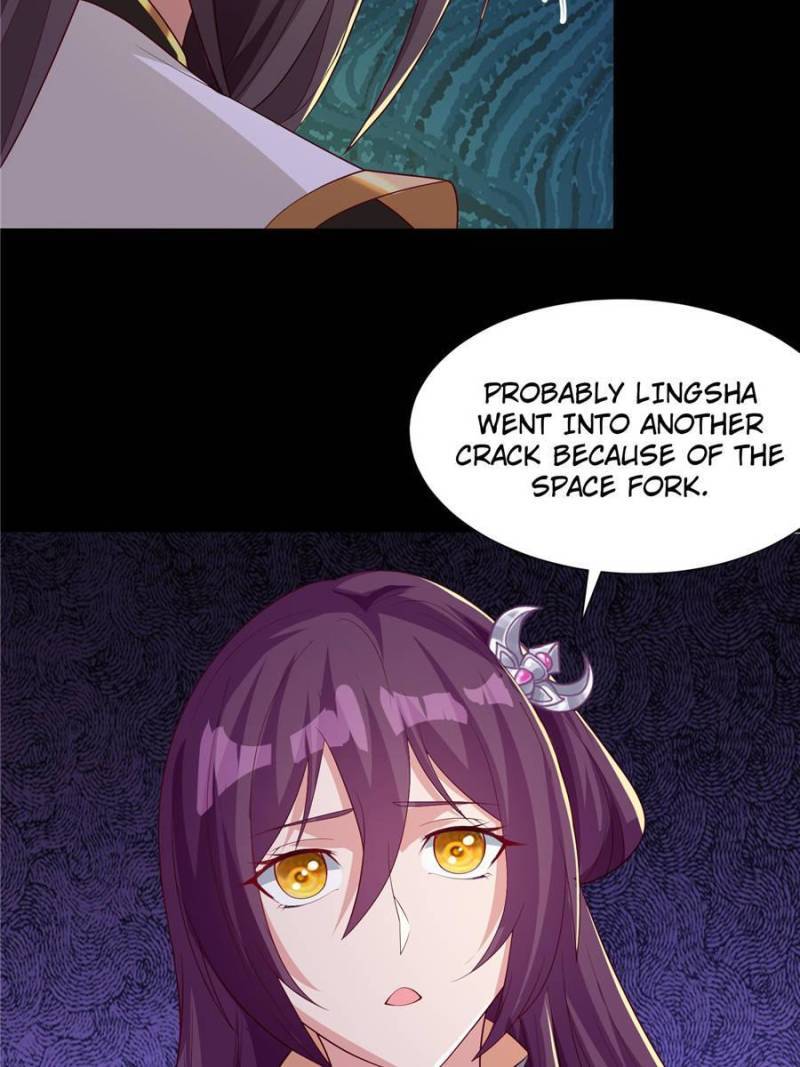 PROBABLY LINGSHA
WENT INTO ANOTHER
CRACK BECAUSE OF THE
SPACE FORK.